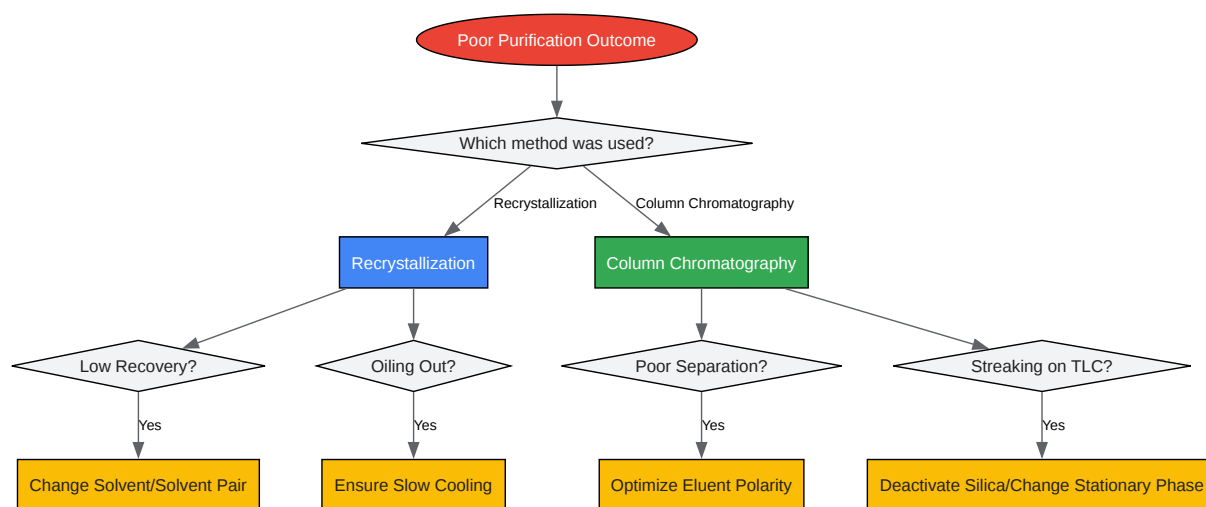 Poor Purification Outcome
Which method was used?
Recrystallization
Column Chromatography
Recrystallization
Column Chromatography
Low Recovery?
Oiling Out?
Poor Separation?
Streaking on TLC?
Yes
Yes
Yes
Yes
Change Solvent/Solvent Pair
Ensure Slow Cooling
Optimize Eluent Polarity
Deactivate Silica/Change Stationary Phase